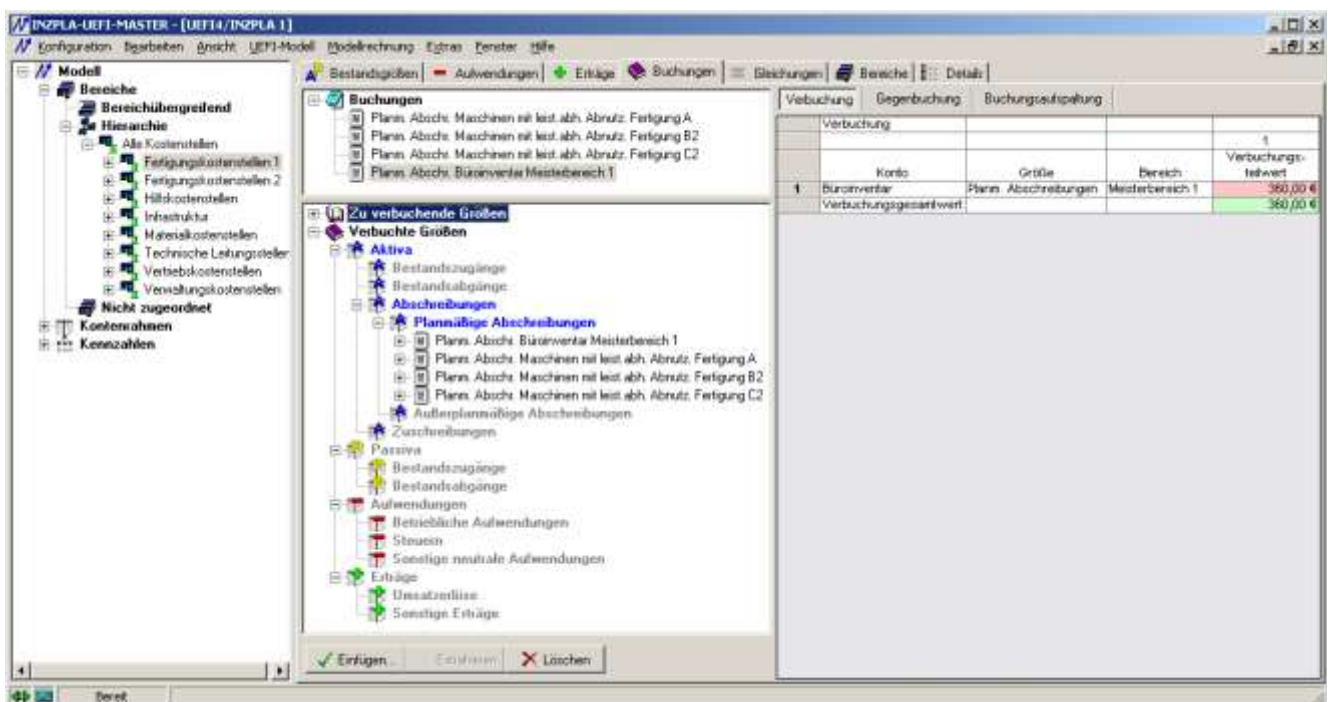 INZPLA-UEFI-MASTER - [UEFI4/INZPLA 1]
Konfiguration Bearbeiten Ansicht UEFI-Modell Modellrechnung Extras Fenster Hilfe
Modell
Bereiche
Bereichübergreifend
Hierarchie
Alle Kostenstellen
Fertigungskostenstellen 1
Fertigungskostenstellen 2
Hilfskostenstellen
Infrastruktur
Materialkostenstellen
Technische Leitungsstellen
Vertriebskostenstellen
Verwaltungskostenstellen
Nicht zugeordnet
Kontenrahmen
Kennzahlen
Bestandsgrößen Aufwendungen Erträge Buchungen Gleichungen Bereiche Details
Buchungen
Planm. Abschr. Maschinen mit leist.abh. Abnutz. Fertigung A
Planm. Abschr. Maschinen mit leist.abh. Abnutz. Fertigung B2
Planm. Abschr. Maschinen mit leist.abh. Abnutz. Fertigung C2
Planm. Abschr. Büroinventar Meisterbereich 1
Zu verbuchende Größen
Verbuchte Größen
Aktiva
Bestandszugänge
Bestandsabgänge
Abschreibungen
Planmäßige Abschreibungen
Planm. Abschr. Büroinventar Meisterbereich 1
Planm. Abschr. Maschinen mit leist.abh. Abnutz. Fertigung A
Planm. Abschr. Maschinen mit leist.abh. Abnutz. Fertigung B2
Planm. Abschr. Maschinen mit leist.abh. Abnutz. Fertigung C2
Außerplanmäßige Abschreibungen
Zuschreibungen
Passiva
Bestandszugänge
Bestandsabgänge
Aufwendungen
Betriebliche Aufwendungen
Steuern
Sonstige neutrale Aufwendungen
Erträge
Umsatzerlöse
Sonstige Erträge
Einfügen... Löschen
Verbuchung Gegenbuchung Buchungsaufspaltung
Verbuchung
1
Konto Größe Bereich Verbuchungs-
teilwert
1 Büroinventar Planm. Abschreibungen Meisterbereich 1 360,00 €
Verbuchungsgesamtwert 360,00 €
Bereit